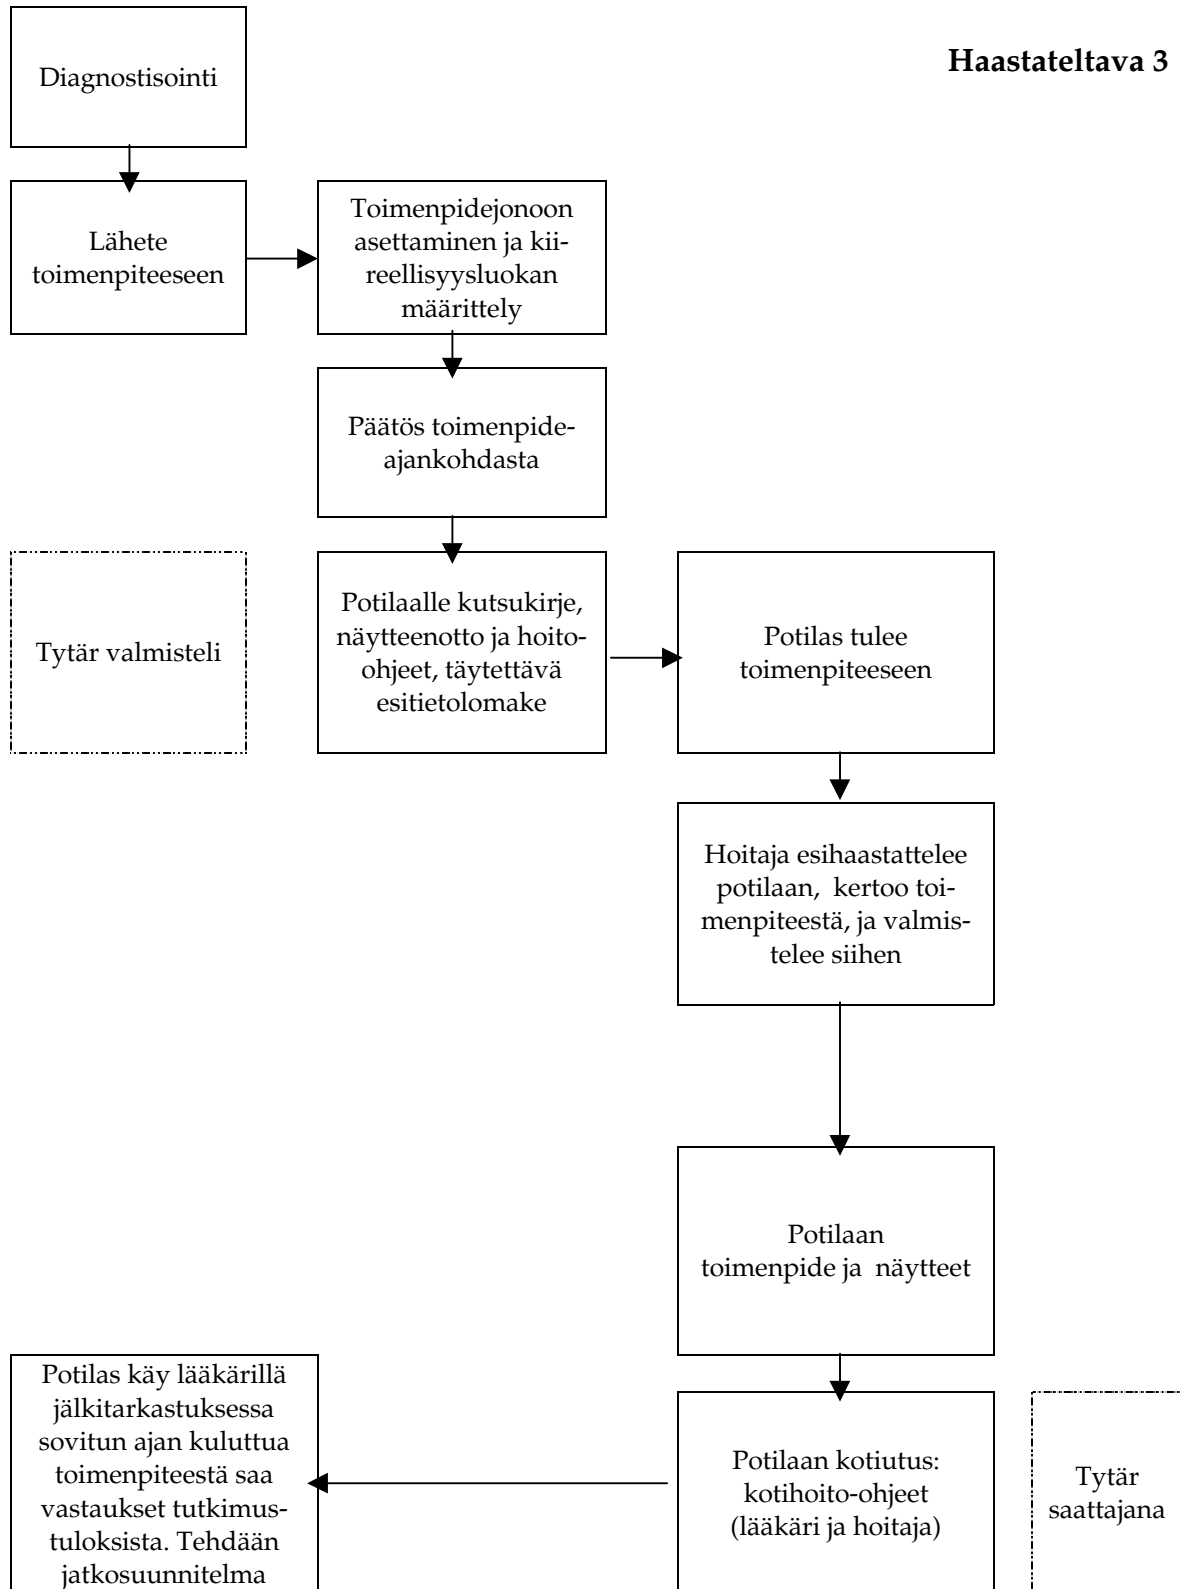 Haastateltava 3
Diagnostisointi
Lähete
toimenpiteeseen
Toimenpidejonoon
asettaminen ja kii-
reellisyysluokan
määrittely
Päätös toimenpide-
ajankohdasta
Tytär valmisteli
Potilaalle kutsukirje,
näytteenotto ja hoito-
ohjeet, täytettävä
esitietolomake
Potilas tulee
toimenpiteeseen
Hoitaja esihaastattelee
potilaan, kertoo toi-
menpiteestä, ja valmis-
telee siihen
Potilaan
toimenpide ja näytteet
Potilas käy lääkärillä
jälkitarkastuksessa
sovitun ajan kuluttua
toimenpiteestä saa
vastaukset tutkimus-
tuloksista. Tehdään
jatkosuunnitelma
Potilaan kotiutus:
kotihoito-ohjeet
(lääkäri ja hoitaja)
Tytär
saattajana